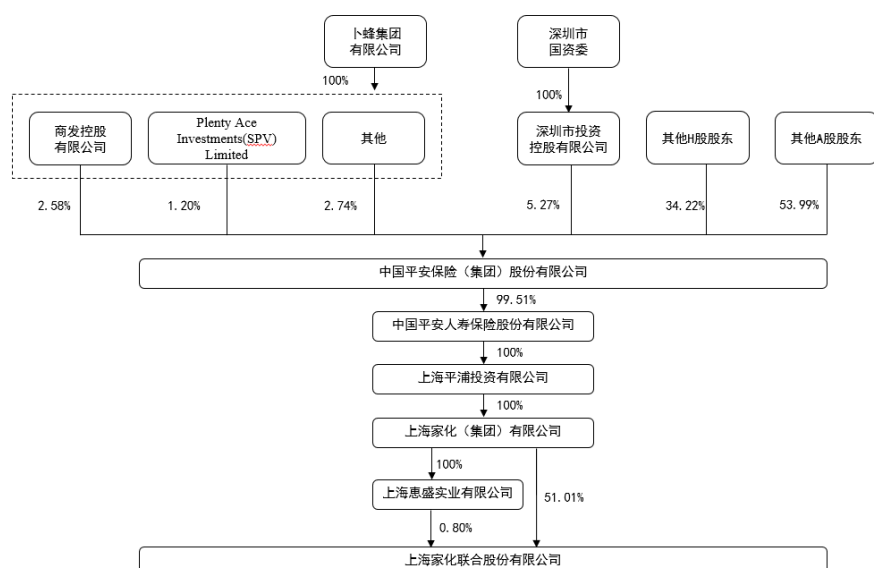 卜蜂集团
有限公司
深圳市
国资委
100%
100%
商发控股
有限公司
Plenty Ace
Investments(SPV)
Limited
其他
深圳市投资
控股有限公司
其他H股股东
其他A股股东
2.58%
1.20%
2.74%
5.27%
34.22%
53.99%
中国平安保险（集团）股份有限公司
99.51%
中国平安人寿保险股份有限公司
100%
上海平浦投资有限公司
100%
上海家化（集团）有限公司
100%
上海惠盛实业有限公司
51.01%
0.80%
上海家化联合股份有限公司